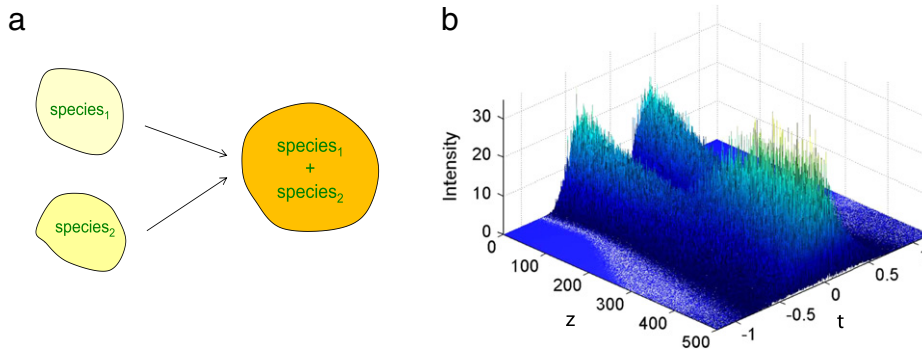 a
species₁
species₂
species₁
+
species₂
b
Intensity
30
20
10
0
0
100
200
300
400
500
z
-1
-0.5
0
0.5
t